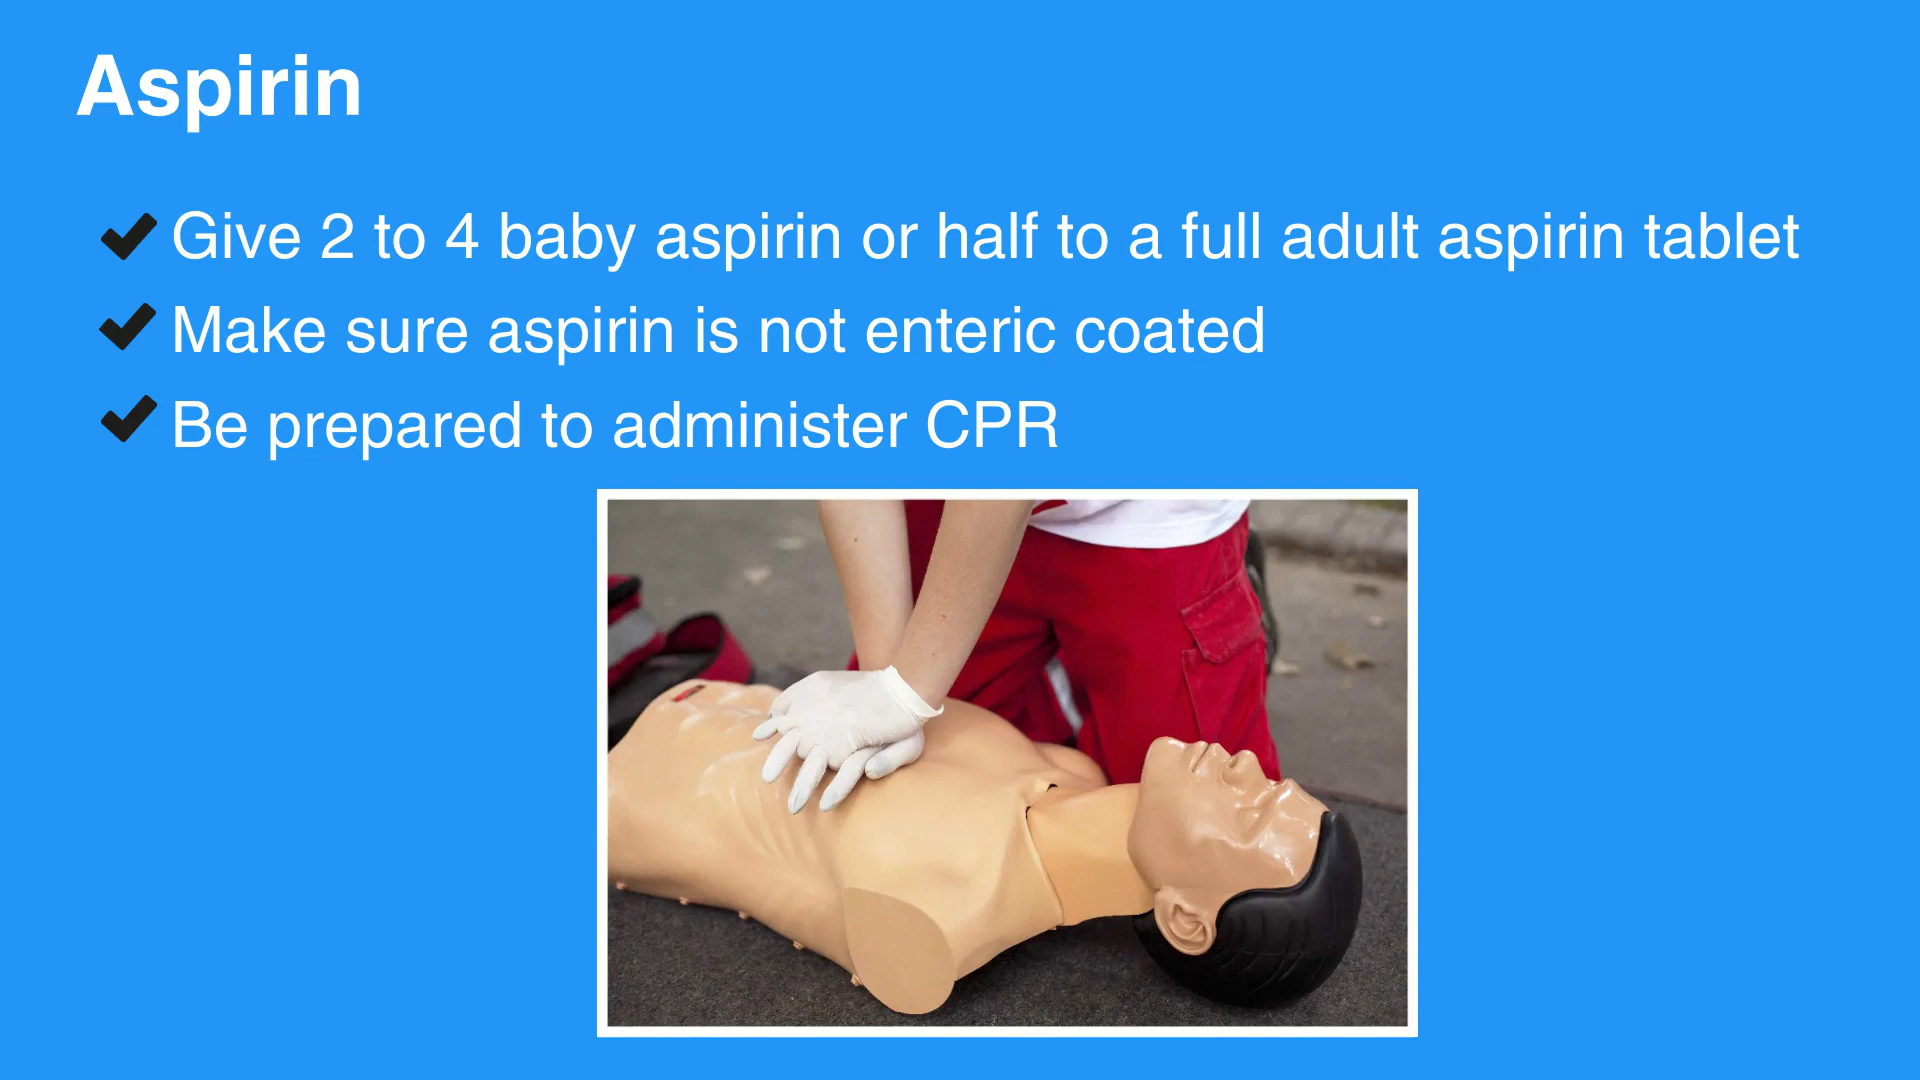 Aspirin
Give 2 to 4 baby aspirin or half to a full adult aspirin tablet
Make sure aspirin is not enteric coated
Be prepared to administer CPR